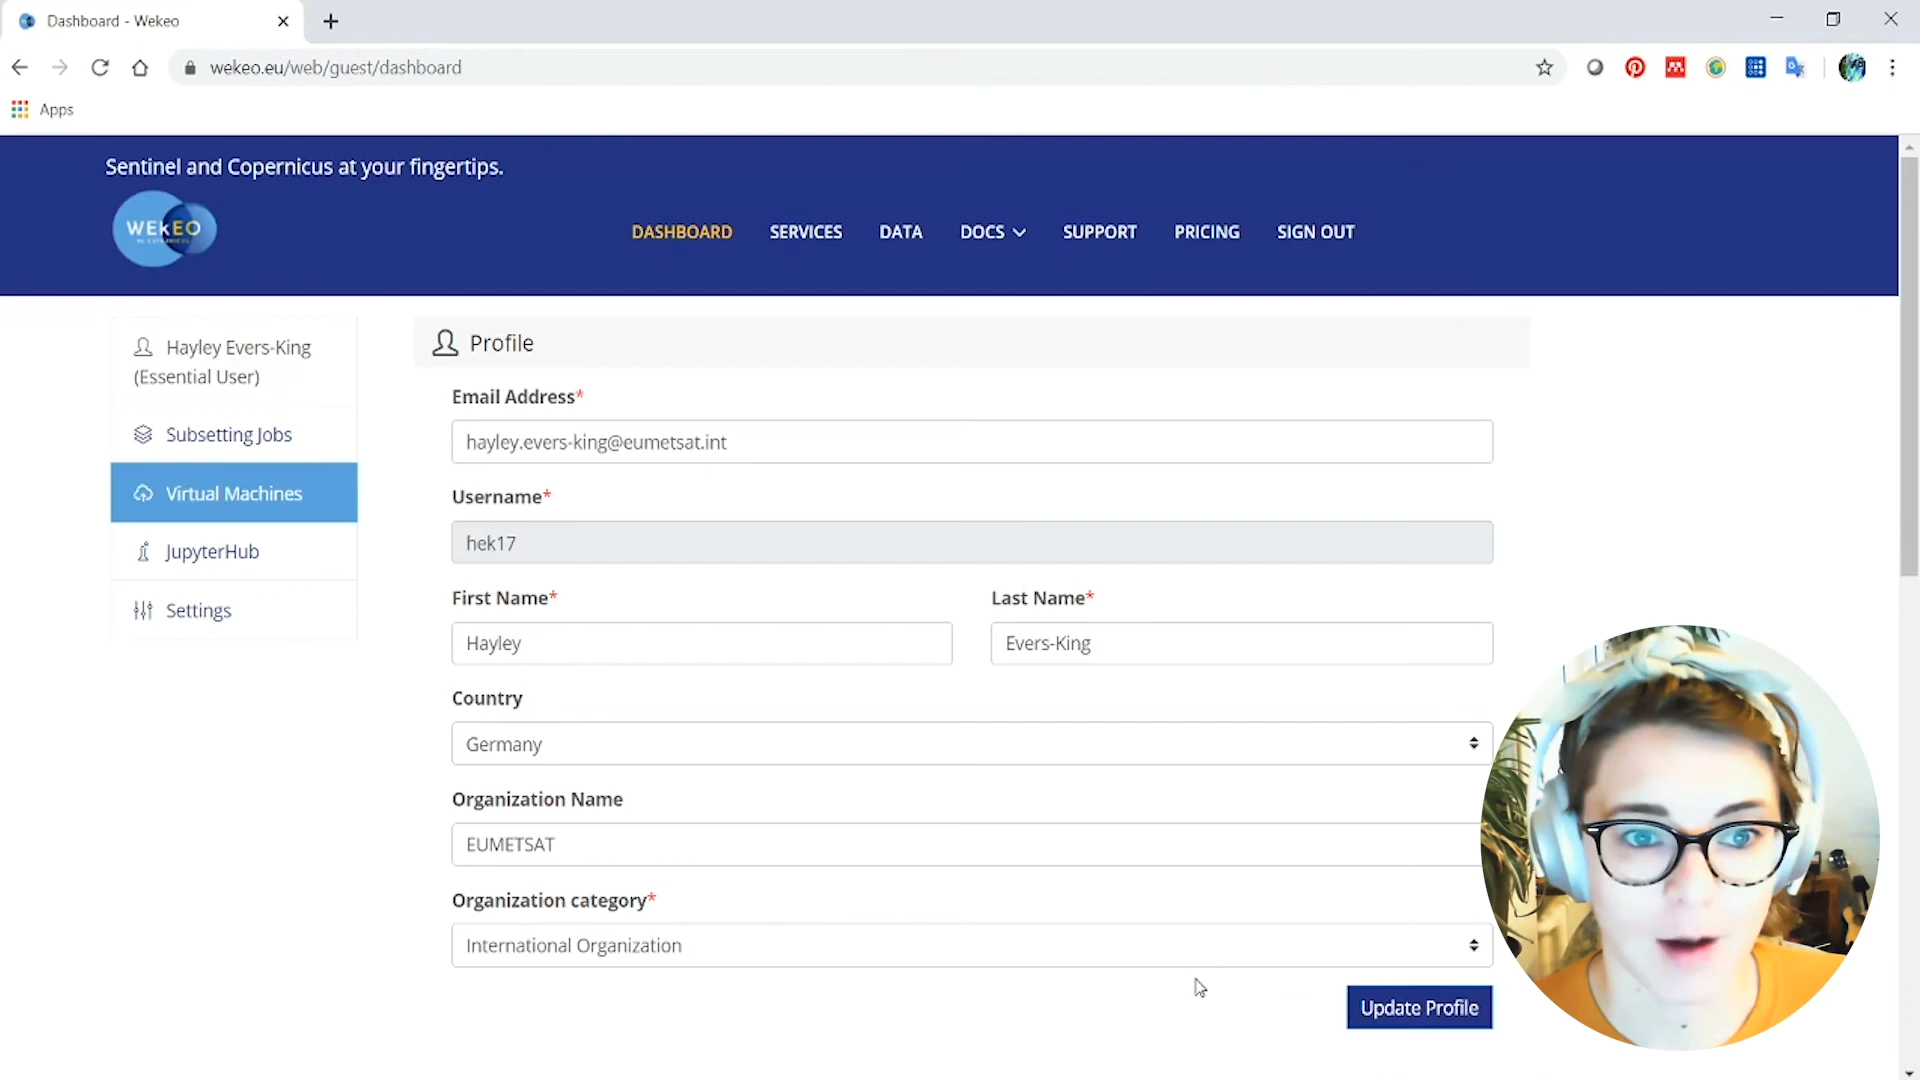 Dashboard - Wekeo
wekeo.eu/web/guest/dashboard
Apps
Sentinel and Copernicus at your fingertips.
WEkEO
DASHBOARD SERVICES DATA DOCS SUPPORT PRICING SIGN OUT
Hayley Evers-King
(Essential User)
Subsetting Jobs
Virtual Machines
JupyterHub
Settings
Profile
Email Address*
hayley.evers-king@eumetsat.int
Username*
hek17
First Name* Last Name*
Hayley Evers-King
Country
Germany
Organization Name
EUMETSAT
Organization category*
International Organization
Update Profile